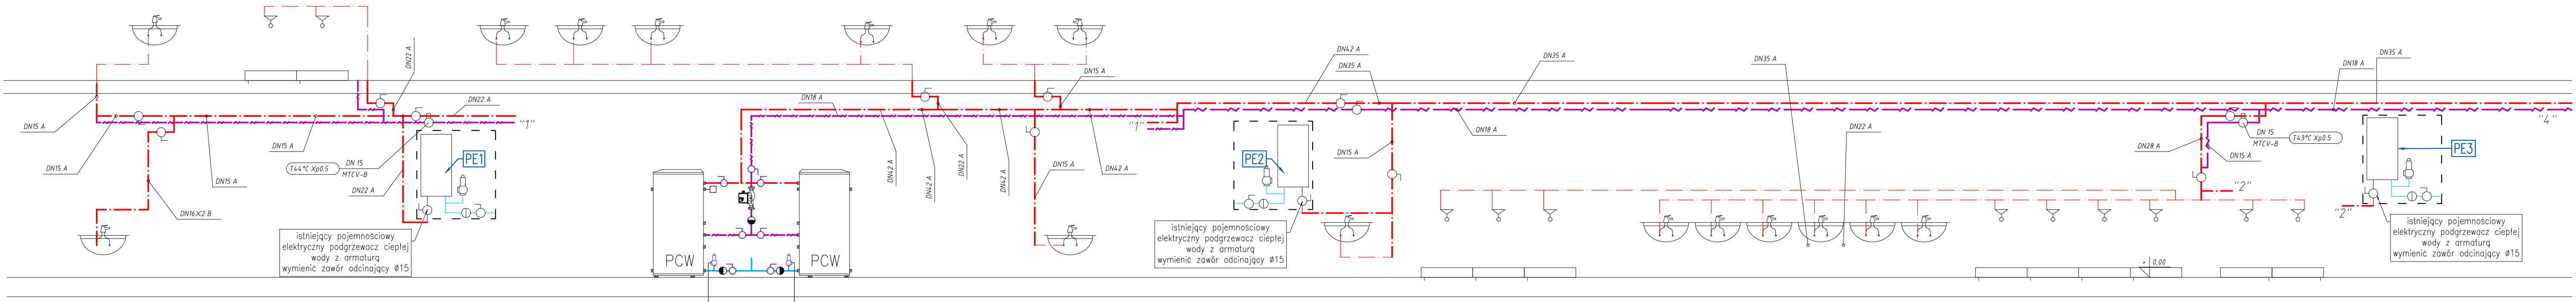 DN15 A
DN15 A
DN16×2 B
DN15 A
DN15 A
T44°C Xp0.5
DN 15
MTCV-B
DN22 A
DN22 A
DN22 A
"1"
PE1
istniejący pojemnościowy
elektryczny podgrzewacz ciepłej
wody z armaturą
wymienić zawór odcinający Ø15
PCW
PCW
DN18 A
DN42 A
DN42 A
DN22 A
DN42 A
DN15 A
DN15 A
DN42 A
"1"
PE2
istniejący pojemnościowy
elektryczny podgrzewacz ciepłej
wody z armaturą
wymienić zawór odcinający Ø15
DN42 A
DN35 A
DN15 A
DN18 A
DN35 A
DN35 A
DN22 A
+ 0,00
DN28 A
DN15 A
DN 15
MTCV-B
T43°C Xp0.5
"2"
"2"
DN18 A
DN35 A
"4"
PE3
istniejący pojemnościowy
elektryczny podgrzewacz ciepłej
wody z armaturą
wymienić zawór odcinający Ø15